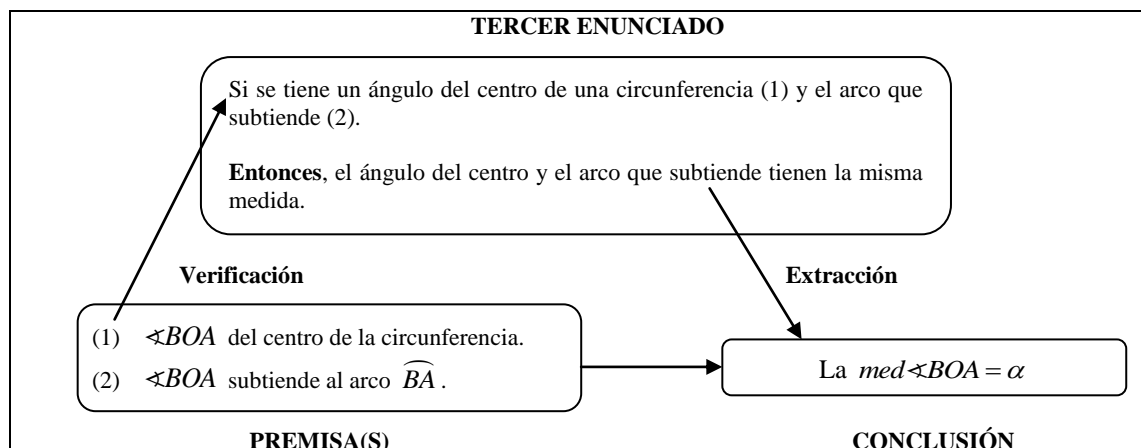 TERCER ENUNCIADO
Si se tiene un ángulo del centro de una circunferencia (1) y el arco que
subtiende (2).
Entonces, el ángulo del centro y el arco que subtiende tienen la misma
medida.
Verificación
Extracción
(1) ∢BOA del centro de la circunferencia.
(2) ∢BOA subtiende al arco \widehat{BA}.
La med∢BOA = α
PREMISA(S)
CONCLUSIÓN